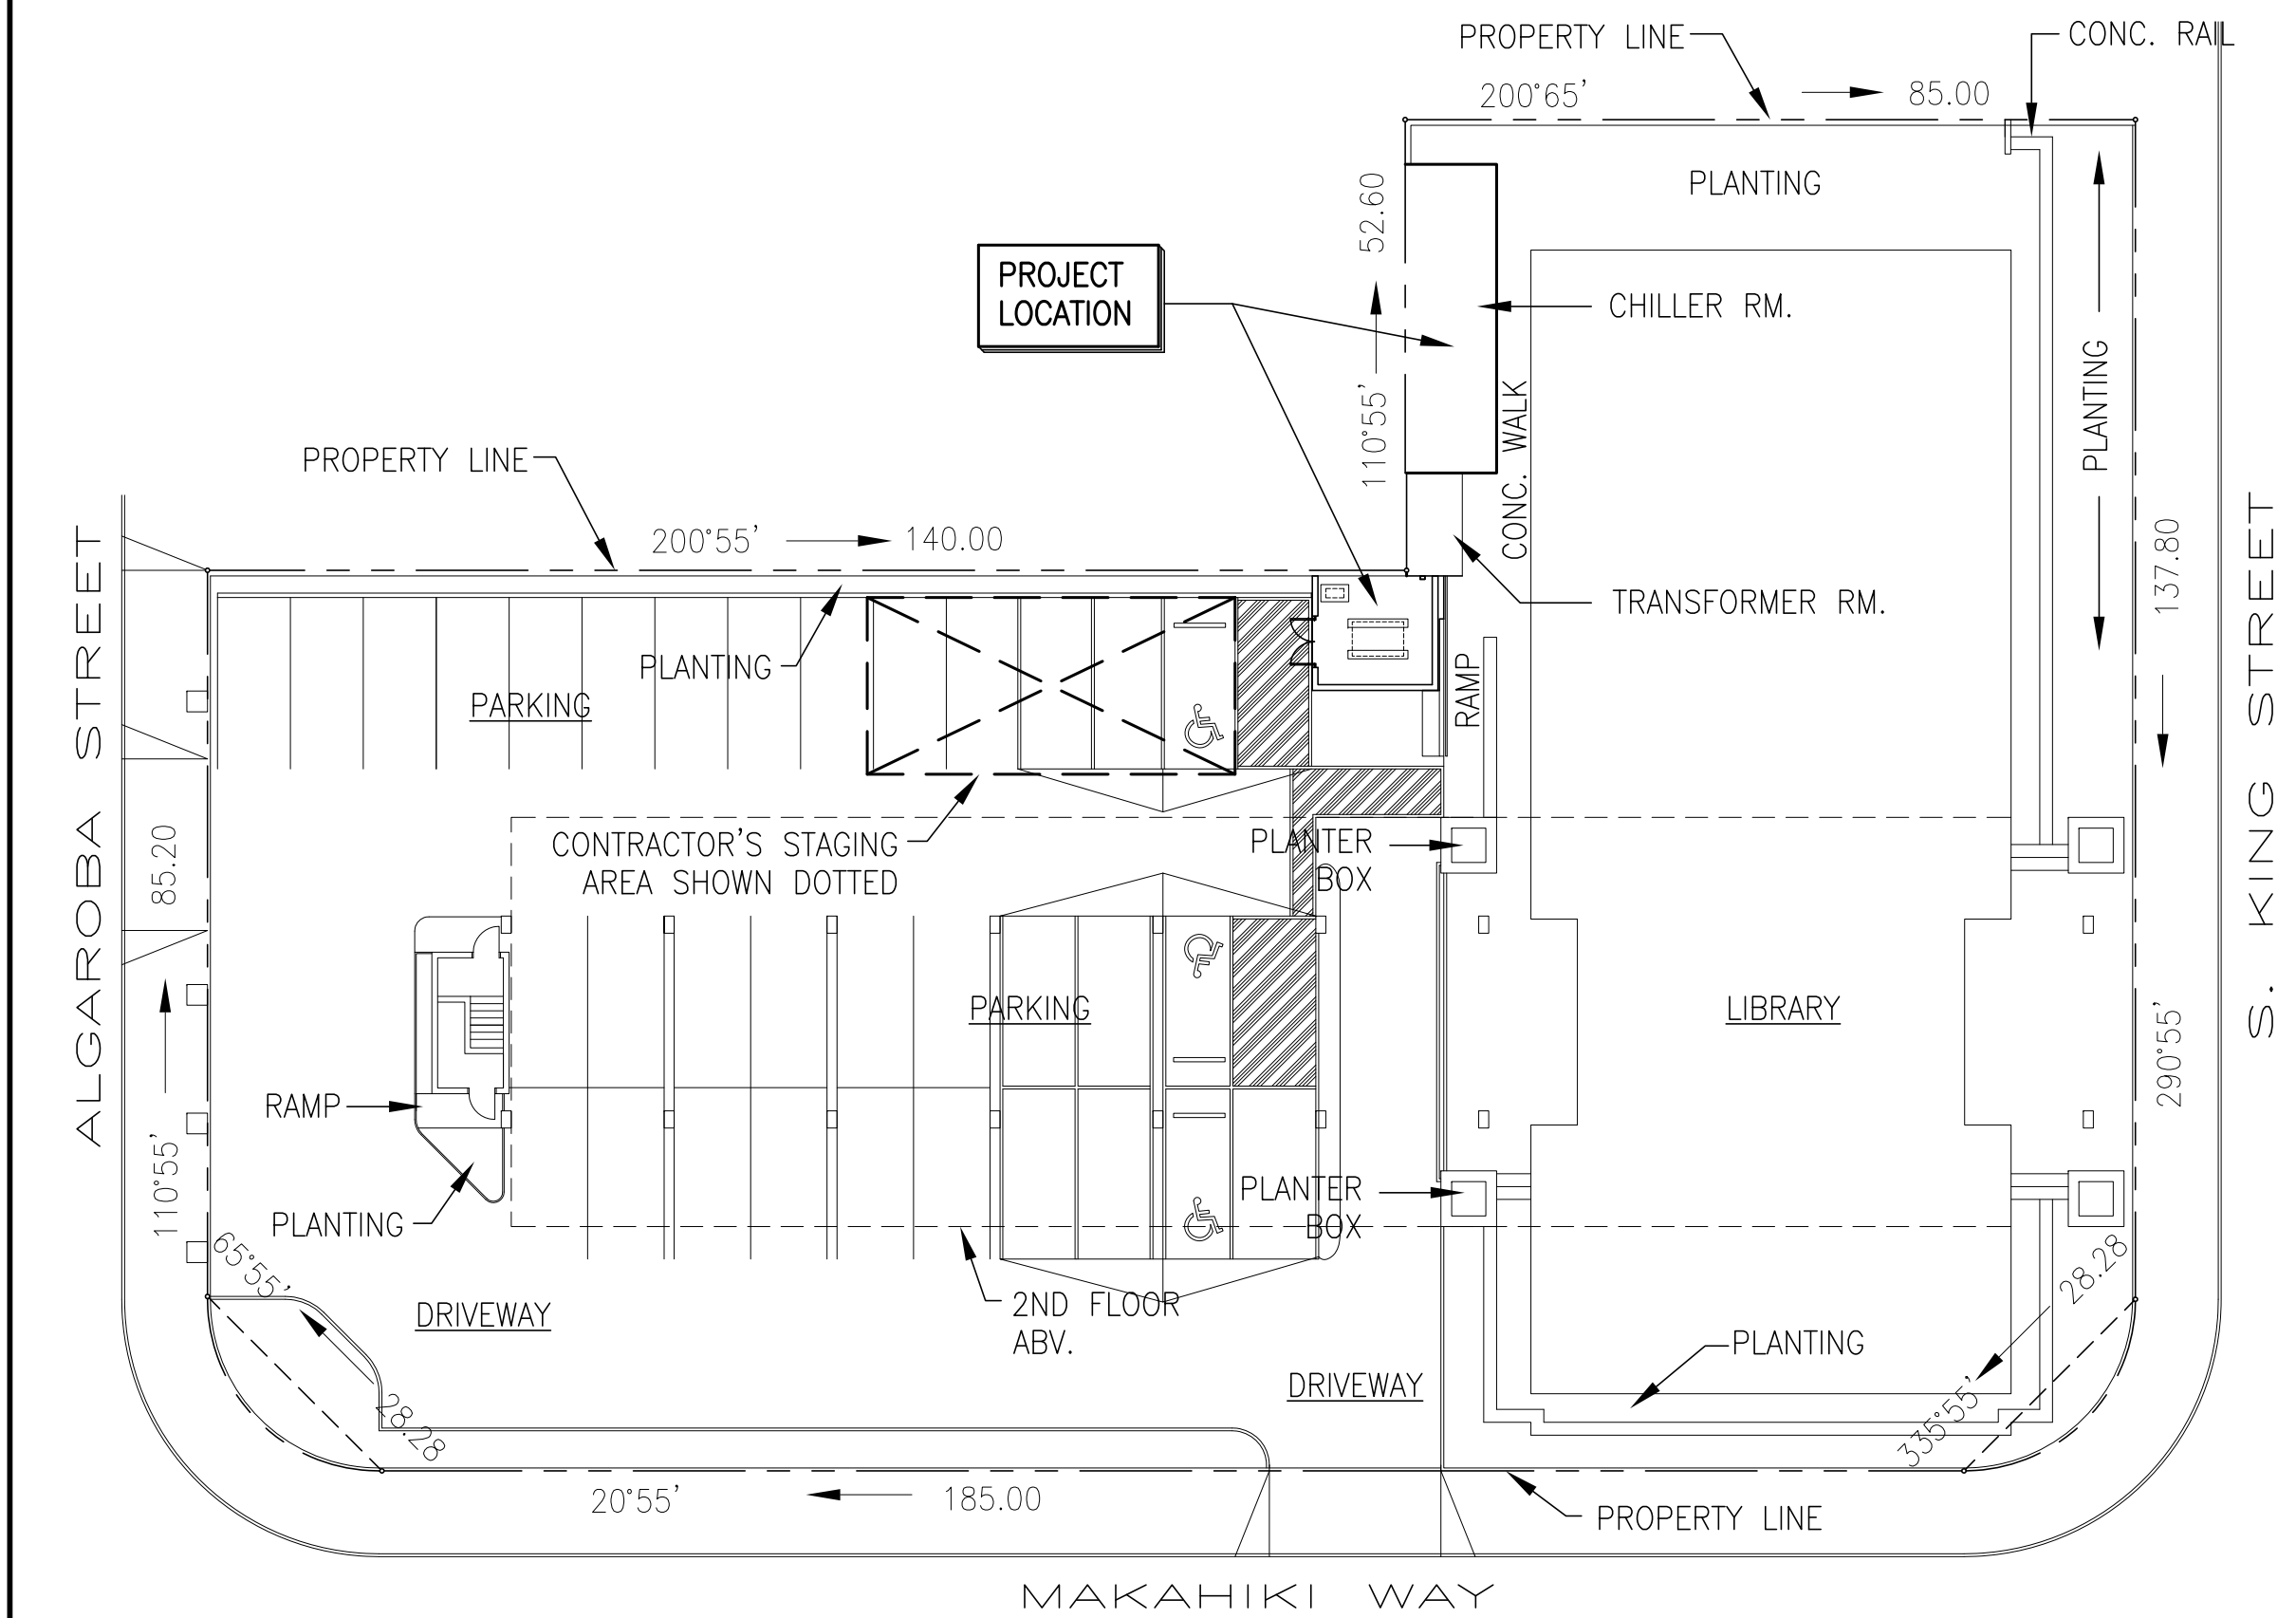 PROPERTY LINE
CONC. RAIL
200°65'
85.00
PLANTING
52.60
110°55'
PROJECT
LOCATION
CHILLER RM.
CONC. WALK
PLANTING
PROPERTY LINE
200°55'
140.00
TRANSFORMER RM.
137.80
290°55'
S. KING STREET
ALGAROBA STREET
PLANTING
PARKING
RAMP
CONTRACTOR'S STAGING
AREA SHOWN DOTTED
PLANTER
BOX
85.20
110°55'
PARKING
LIBRARY
RAMP
PLANTING
PLANTER
BOX
65°55'
28.28
DRIVEWAY
2ND FLOOR
ABV.
28.28
335°55'
PLANTING
DRIVEWAY
20°55'
185.00
PROPERTY LINE
MAKAHIKI WAY